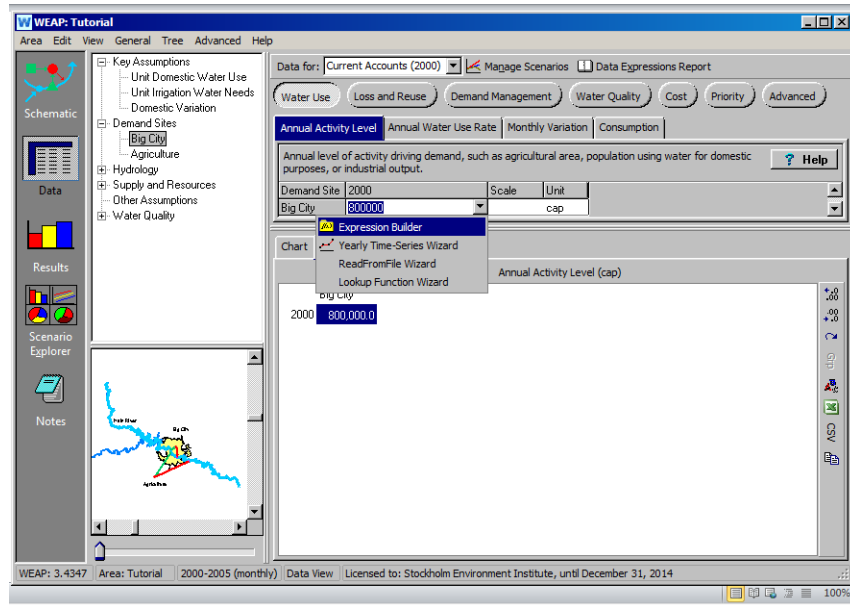 WEAP: Tutorial
Area Edit View General Tree Advanced Help
Schematic
Data
Results
Scenario
Explorer
Notes
Key Assumptions
Unit Domestic Water Use
Unit Irrigation Water Needs
Domestic Variation
Demand Sites
Big City
Agriculture
Hydrology
Supply and Resources
Other Assumptions
Water Quality
Big City
Agriculture
Data for: Current Accounts (2000) Manage Scenarios Data Expressions Report
Water Use Loss and Reuse Demand Management Water Quality Cost Priority Advanced
Annual Activity Level Annual Water Use Rate Monthly Variation Consumption
Annual level of activity driving demand, such as agricultural area, population using water for domestic
purposes, or industrial output.
? Help
Demand Site 2000 Scale Unit
Big City 800000 cap
Expression Builder
Yearly Time-Series Wizard
ReadFromFile Wizard
Lookup Function Wizard
Chart
Annual Activity Level (cap)
Big City
2000 800,000.0
CSV
WEAP: 3.4347 Area: Tutorial 2000-2005 (monthly) Data View Licensed to: Stockholm Environment Institute, until December 31, 2014
100%